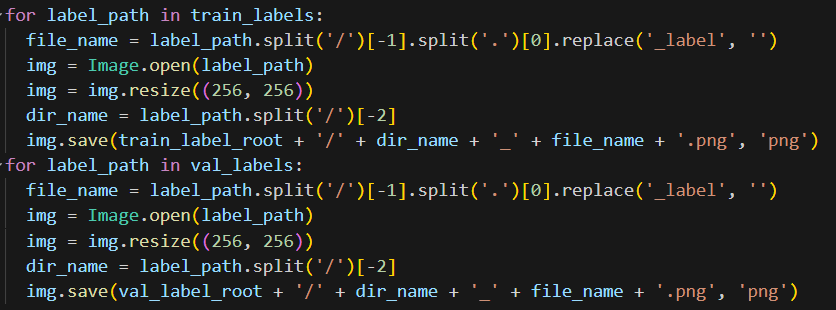 for label_path in train_labels:
    file_name = label_path.split('/')[-1].split('.')[0].replace('_label', '')
    img = Image.open(label_path)
    img = img.resize((256, 256))
    dir_name = label_path.split('/')[-2]
    img.save(train_label_root + '/' + dir_name + '_' + file_name + '.png', 'png')
for label_path in val_labels:
    file_name = label_path.split('/')[-1].split('.')[0].replace('_label', '')
    img = Image.open(label_path)
    img = img.resize((256, 256))
    dir_name = label_path.split('/')[-2]
    img.save(val_label_root + '/' + dir_name + '_' + file_name + '.png', 'png')